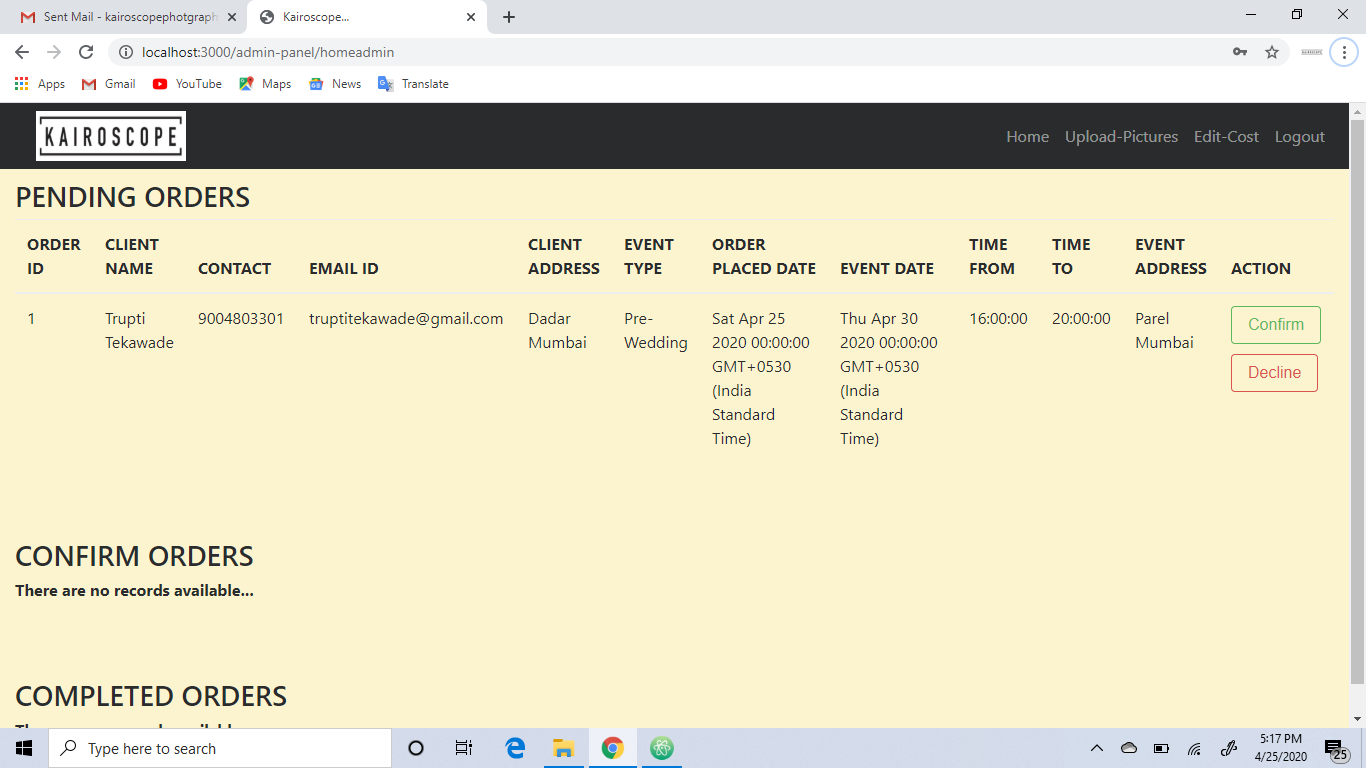 Sent Mail - kairoscopephotgraph
Kairoscope...
localhost:3000/admin-panel/homeadmin
Apps Gmail YouTube Maps News Translate
KAIROSCOPE
Home Upload-Pictures Edit-Cost Logout
PENDING ORDERS
ORDER ID CLIENT NAME CONTACT EMAIL ID CLIENT ADDRESS EVENT TYPE ORDER PLACED DATE EVENT DATE TIME FROM TIME TO EVENT ADDRESS ACTION
1 Trupti Tekawade 9004803301 truptitekawade@gmail.com Dadar Mumbai Pre-Wedding Sat Apr 25 2020 00:00:00 GMT+0530 (India Standard Time) Thu Apr 30 2020 00:00:00 GMT+0530 (India Standard Time) 16:00:00 20:00:00 Parel Mumbai Confirm
Decline
CONFIRM ORDERS
There are no records available...
COMPLETED ORDERS
Type here to search
5:17 PM
4/25/2020
25